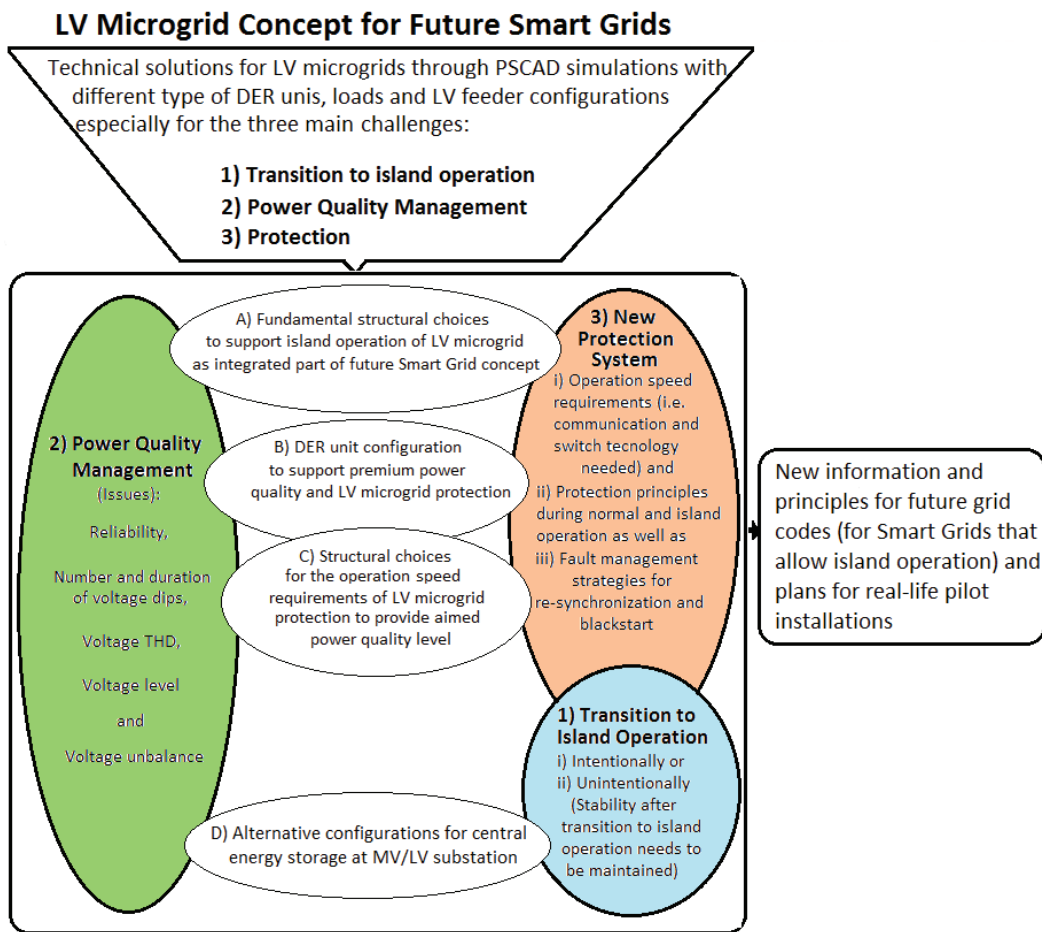 LV Microgrid Concept for Future Smart Grids
Technical solutions for LV microgrids through PSCAD simulations with
different type of DER unis, loads and LV feeder configurations
especially for the three main challenges:
1) Transition to island operation
2) Power Quality Management
3) Protection
A) Fundamental structural choices
to support island operation of LV microgrid
as integrated part of future Smart Grid concept
B) DER unit configuration
to support premium power
quality and LV microgrid protection
C) Structural choices
for the operation speed
requirements of LV microgrid
protection to provide aimed
power quality level
D) Alternative configurations for central
energy storage at MV/LV substation
2) Power Quality
Management
(Issues):
Reliability,
Number and duration
of voltage dips,
Voltage THD,
Voltage level
and
Voltage unbalance
3) New
Protection
System
i) Operation speed
requirements (i.e.
communication and
switch tecnology
needed) and
ii) Protection principles
during normal and island
operation as well as
iii) Fault management
strategies for
re-synchronization and
blackstart
1) Transition to
Island Operation
i) Intentionally or
ii) Unintentionally
(Stability after
transition to island
operation needs to
be maintained)
New information and
principles for future grid
codes (for Smart Grids that
allow island operation) and
plans for real-life pilot
installations